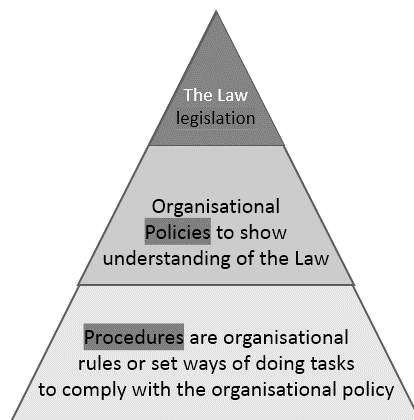 The Law
legislation
Organisational
Policies to show
understanding of the Law
Procedures are organisational
rules or set ways of doing tasks
to comply with the organisational policy